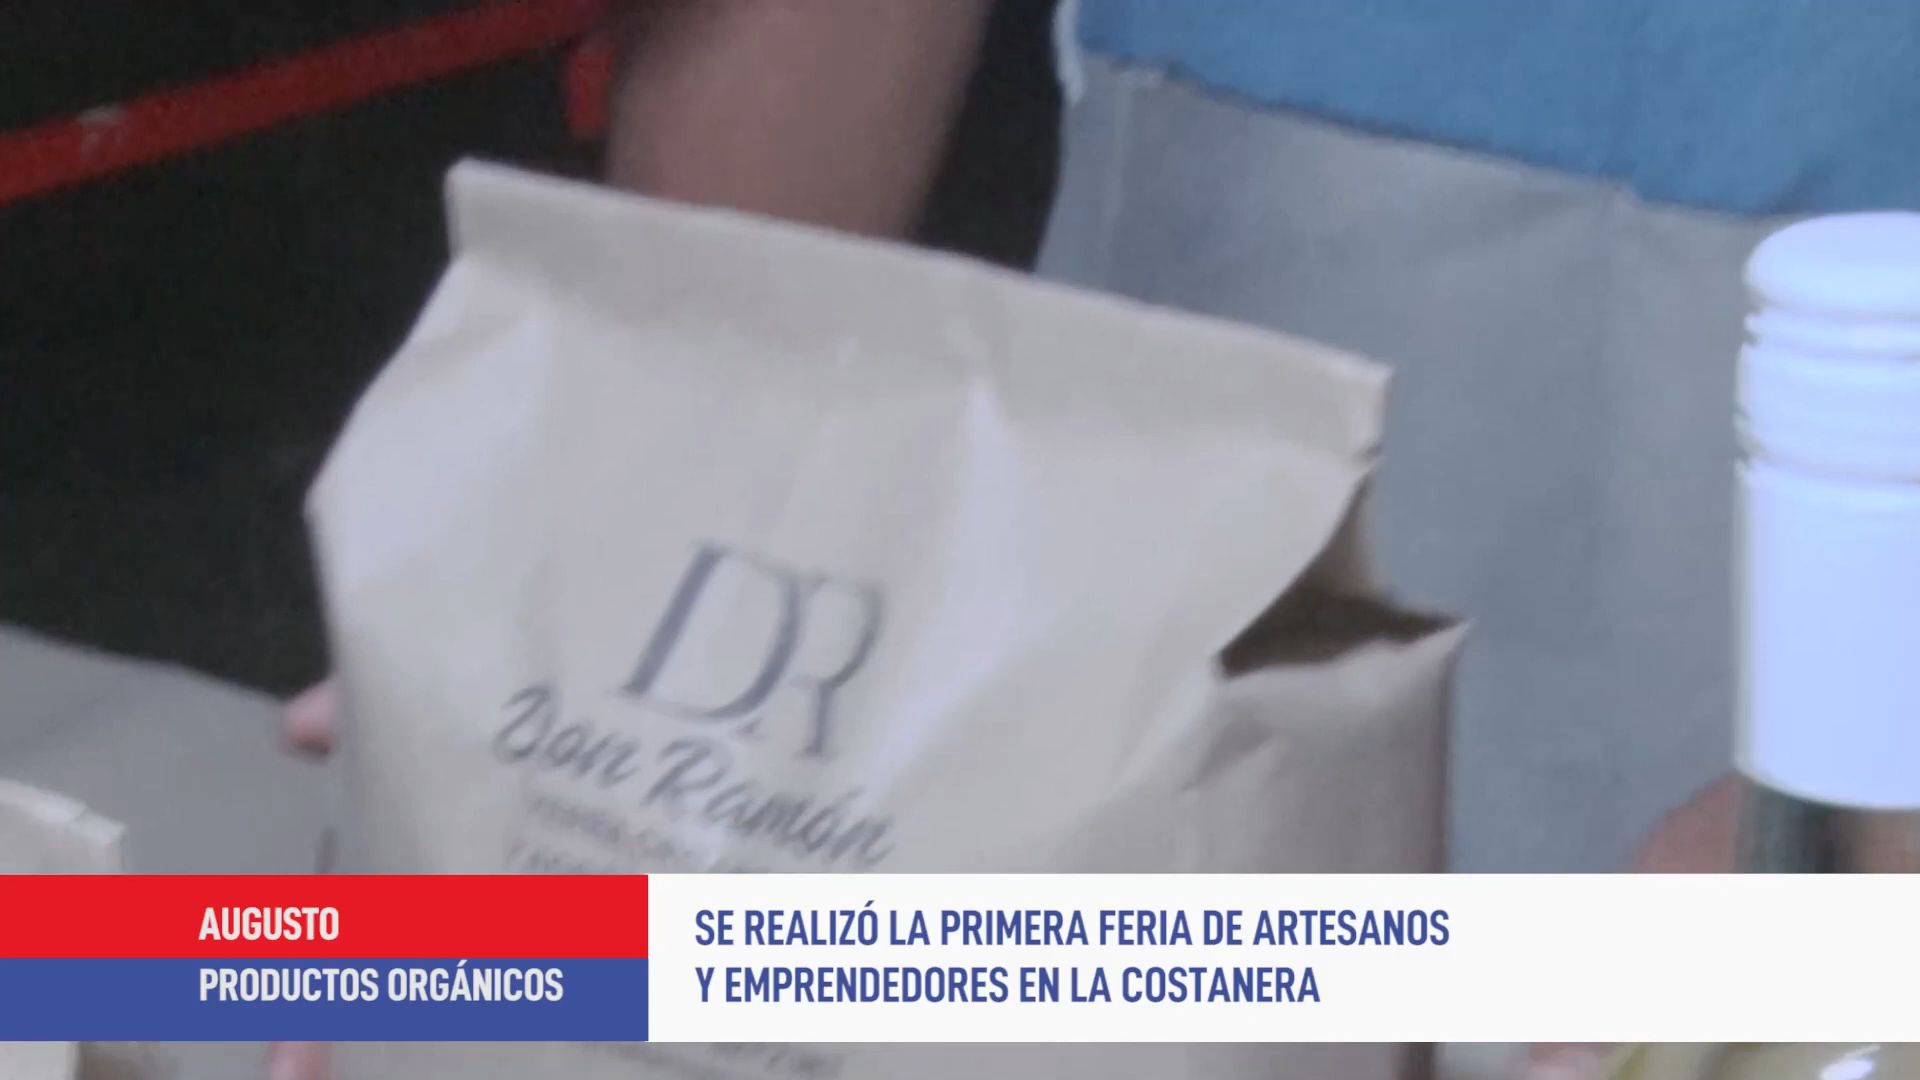 DR
Don Ramón
AUGUSTO
PRODUCTOS ORGÁNICOS
SE REALIZÓ LA PRIMERA FERIA DE ARTESANOS
Y EMPRENDEDORES EN LA COSTANERA